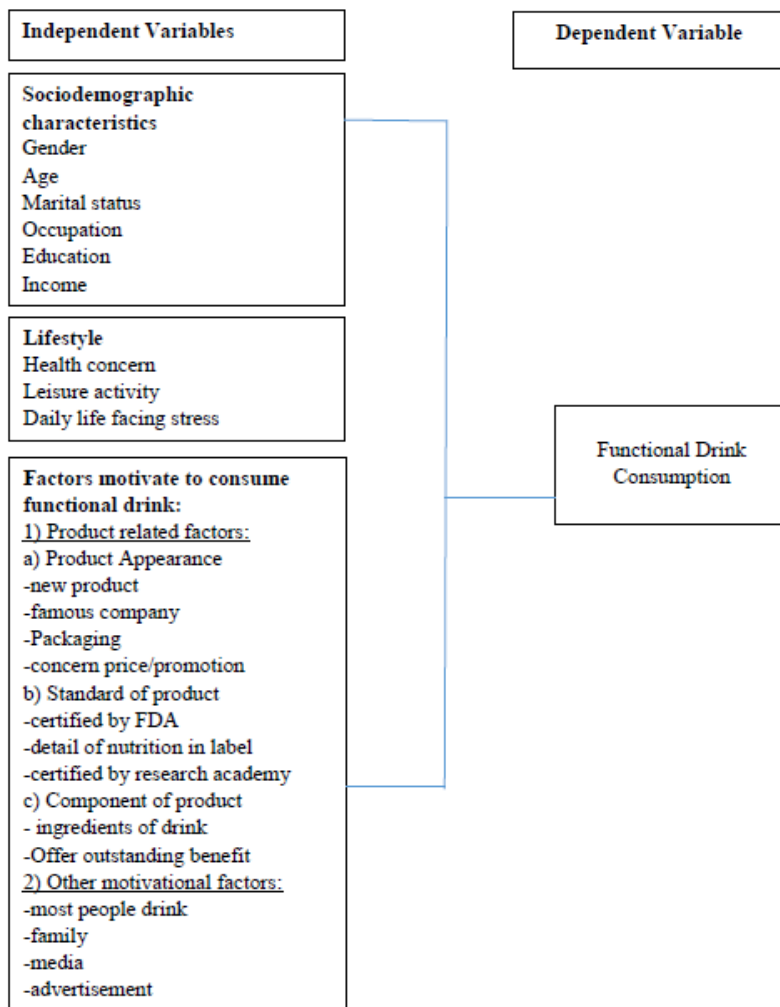 Independent Variables
Dependent Variable
Sociodemographic
characteristics
Gender
Age
Marital status
Occupation
Education
Income
Lifestyle
Health concern
Leisure activity
Daily life facing stress
Functional Drink
Consumption
Factors motivate to consume
functional drink:
1) Product related factors:
a) Product Appearance
-new product
-famous company
-Packaging
-concern price/promotion
b) Standard of product
-certified by FDA
-detail of nutrition in label
-certified by research academy
c) Component of product
- ingredients of drink
-Offer outstanding benefit
2) Other motivational factors:
-most people drink
-family
-media
-advertisement